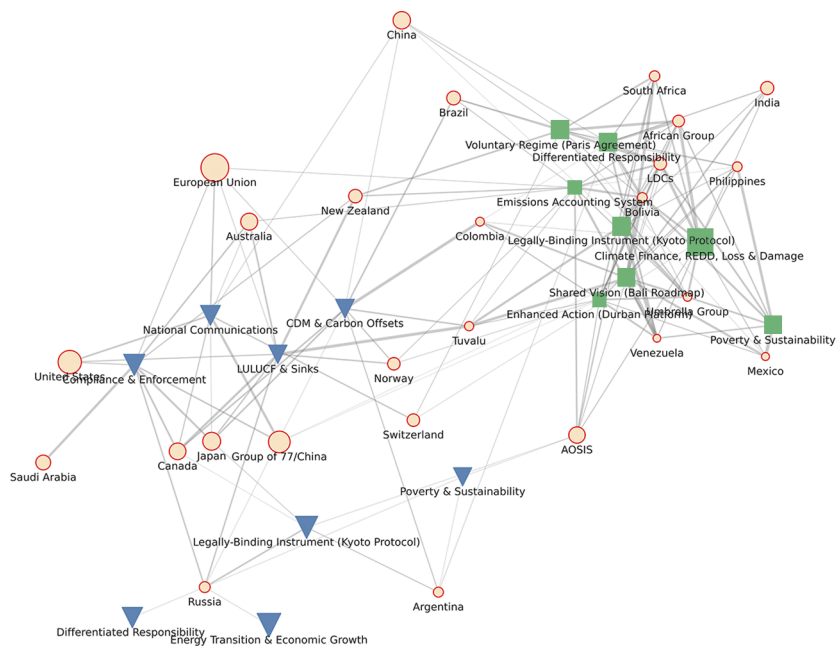 China
South Africa
India
Brazil
African Group
Voluntary Regime (Paris Agreement)
Differentiated Responsibility
LDCs
Philippines
European Union
Emissions Accounting System
New Zealand
Bolivia
Australia
Colombia
Legally-Binding Instrument (Kyoto Protocol)
Climate Finance, REDD, Loss & Damage
Shared Vision (Bali Roadmap)
Enhanced Action (Durban Platform)
Umbrella Group
National Communications
CDM & Carbon Offsets
Tuvalu
Poverty & Sustainability
Venezuela
United States
Compliance & Enforcement
LULUCF & Sinks
Norway
Mexico
Switzerland
AOSIS
Saudi Arabia
Canada
Japan
Group of 77/China
Poverty & Sustainability
Legally-Binding Instrument (Kyoto Protocol)
Russia
Argentina
Differentiated Responsibility
Energy Transition & Economic Growth